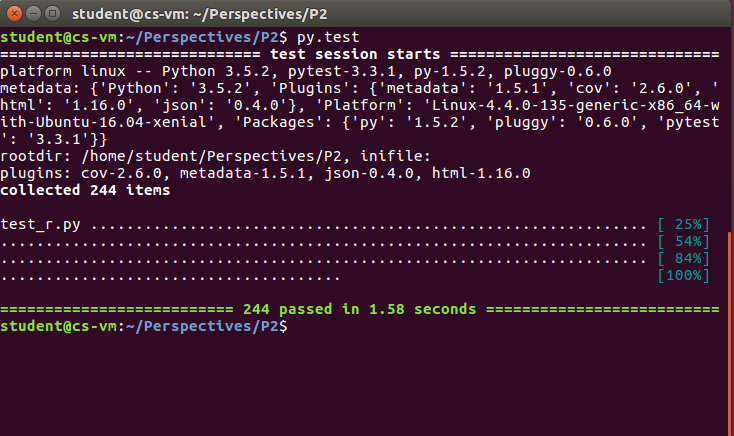 student@cs-vm: ~/Perspectives/P2
student@cs-vm:~/Perspectives/P2$ py.test
============================= test session starts ==============================
platform linux -- Python 3.5.2, pytest-3.3.1, py-1.5.2, pluggy-0.6.0
metadata: {'Python': '3.5.2', 'Plugins': {'metadata': '1.5.1', 'cov': '2.6.0', '
html': '1.16.0', 'json': '0.4.0'}, 'Platform': 'Linux-4.4.0-135-generic-x86_64-w
ith-Ubuntu-16.04-xenial', 'Packages': {'py': '1.5.2', 'pluggy': '0.6.0', 'pytest
': '3.3.1'}}
rootdir: /home/student/Perspectives/P2, inifile:
plugins: cov-2.6.0, metadata-1.5.1, json-0.4.0, html-1.16.0
collected 244 items
test_r.py .............................................................. [ 25%]
........................................................................ [ 54%]
........................................................................ [ 84%]
...................................... [100%]
========================== 244 passed in 1.58 seconds ==========================
student@cs-vm:~/Perspectives/P2$